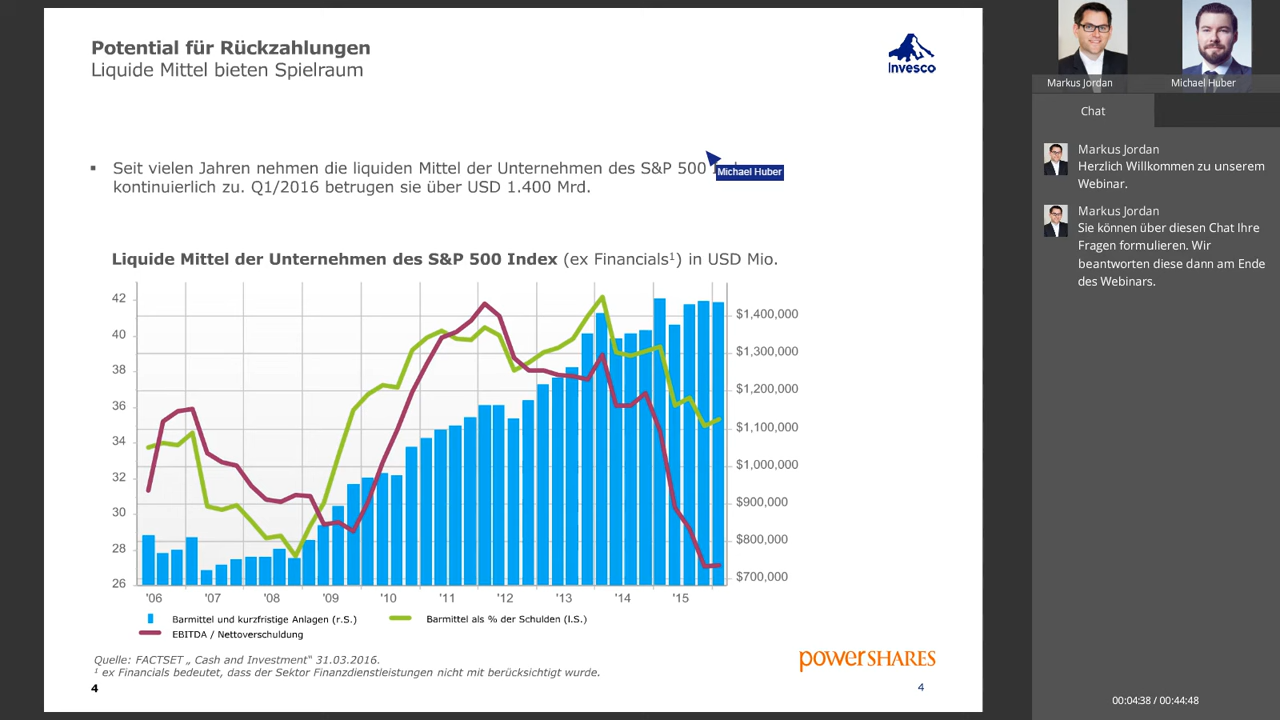 Potential für Rückzahlungen
Liquide Mittel bieten Spielraum
Invesco
▪ Seit vielen Jahren nehmen die liquiden Mittel der Unternehmen des S&P 500
Michael Huber
kontinuierlich zu. Q1/2016 betrugen sie über USD 1.400 Mrd.
Liquide Mittel der Unternehmen des S&P 500 Index (ex Financials¹) in USD Mio.
42
40
38
36
34
32
30
28
26
$1,400,000
$1,300,000
$1,200,000
$1,100,000
$1,000,000
$900,000
$800,000
$700,000
'06 '07 '08 '09 '10 '11 '12 '13 '14 '15
Barmittel und kurzfristige Anlagen (r.S.) Barmittel als % der Schulden (l.S.)
EBITDA / Nettoverschuldung
Quelle: FACTSET „ Cash and Investment" 31.03.2016.
¹ ex Financials bedeutet, dass der Sektor Finanzdienstleistungen nicht mit berücksichtigt wurde.
powerSHARES
4
4
Markus Jordan
Michael Huber
Chat
Markus Jordan
Herzlich Willkommen zu unserem
Webinar.
Markus Jordan
Sie können über diesen Chat Ihre
Fragen formulieren. Wir
beantworten diese dann am Ende
des Webinars.
00:04:38 / 00:44:48